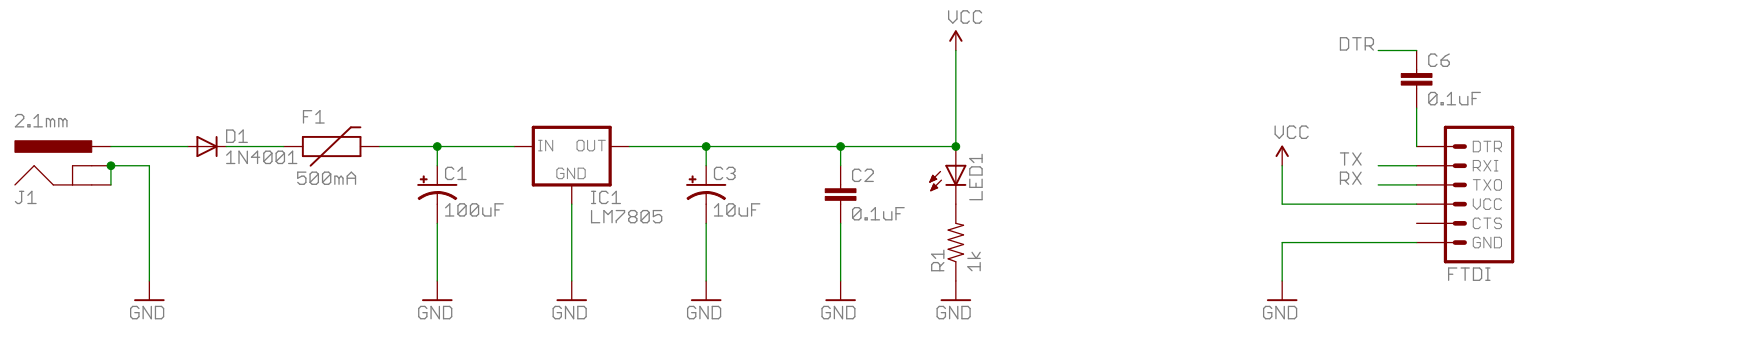 2.1mm
J1
GND
D1
1N4001
F1
500mA
+
C1
100uF
GND
IN
OUT
GND
IC1
LM7805
GND
+
C3
10uF
GND
C2
0.1uF
GND
VCC
LED1
R1
1k
GND
DTR
C6
0.1uF
VCC
TX
RX
DTR
RXI
TXO
VCC
CTS
GND
FTDI
GND